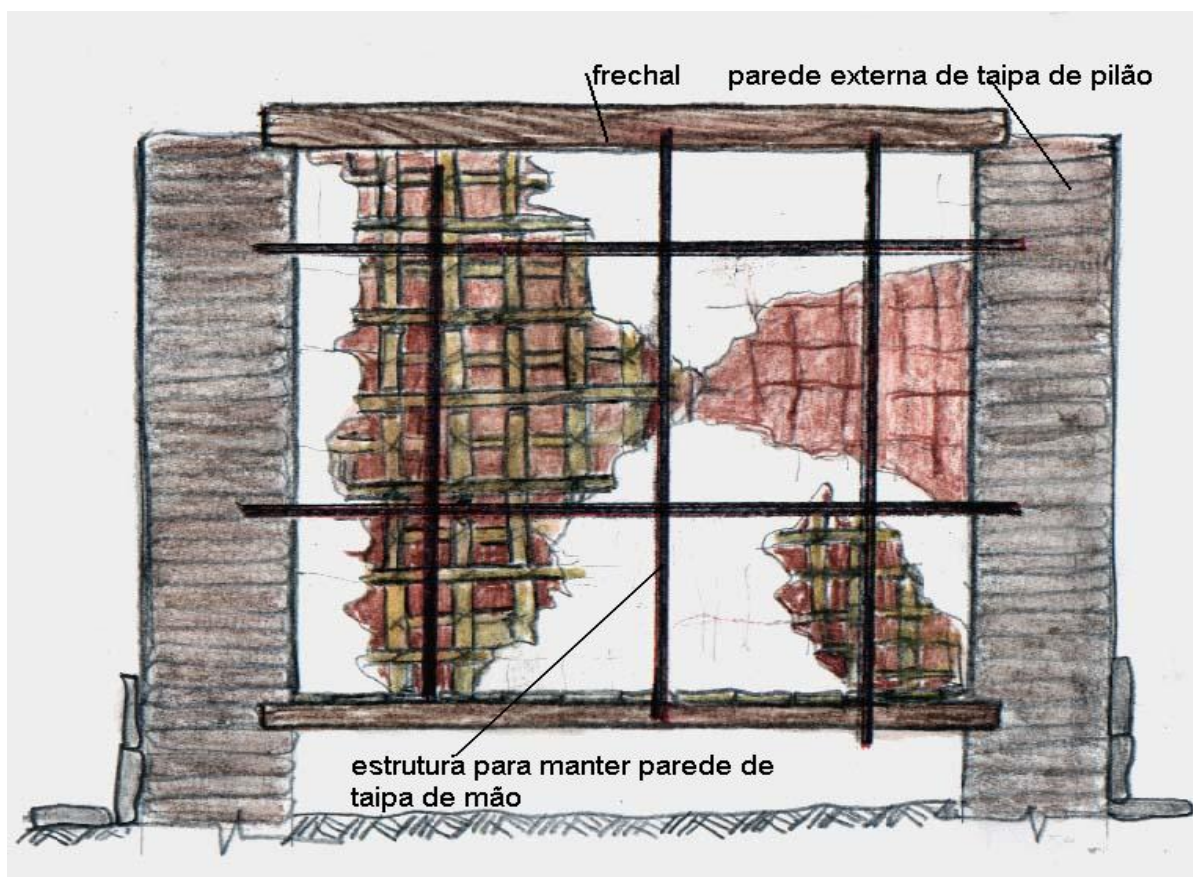 frechal
parede externa de taipa de pilão
estrutura para manter parede de
taipa de mão